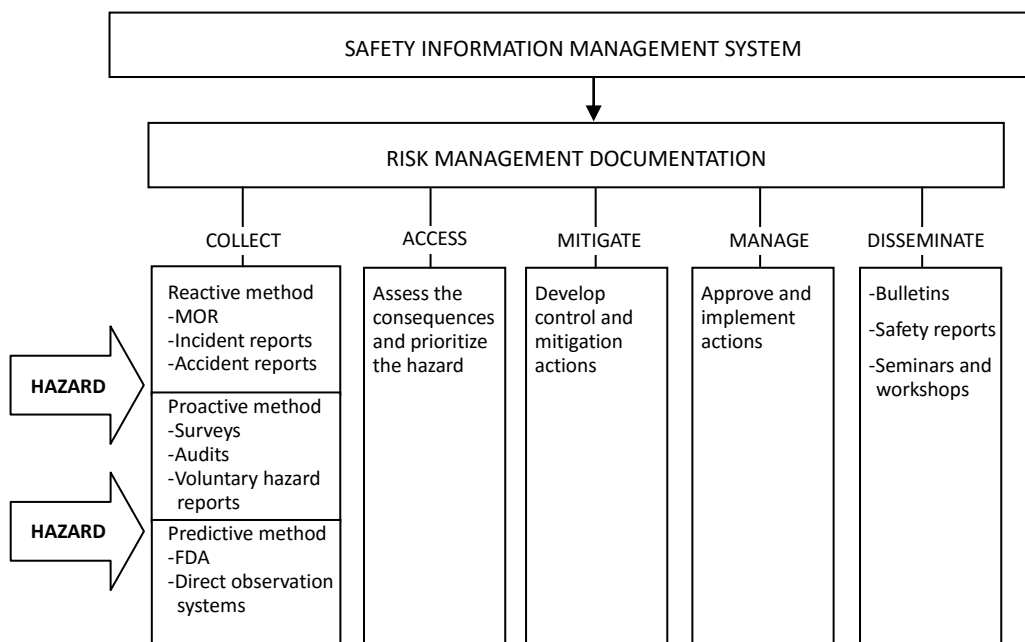 SAFETY INFORMATION MANAGEMENT SYSTEM
RISK MANAGEMENT DOCUMENTATION
COLLECT
ACCESS
MITIGATE
MANAGE
DISSEMINATE
HAZARD
HAZARD
Reactive method
-MOR
-Incident reports
-Accident reports
Proactive method
-Surveys
-Audits
-Voluntary hazard
reports
Predictive method
-FDA
-Direct observation
systems
Assess the
consequences
and prioritize
the hazard
Develop
control and
mitigation
actions
Approve and
implement
actions
-Bulletins
-Safety reports
-Seminars and
workshops